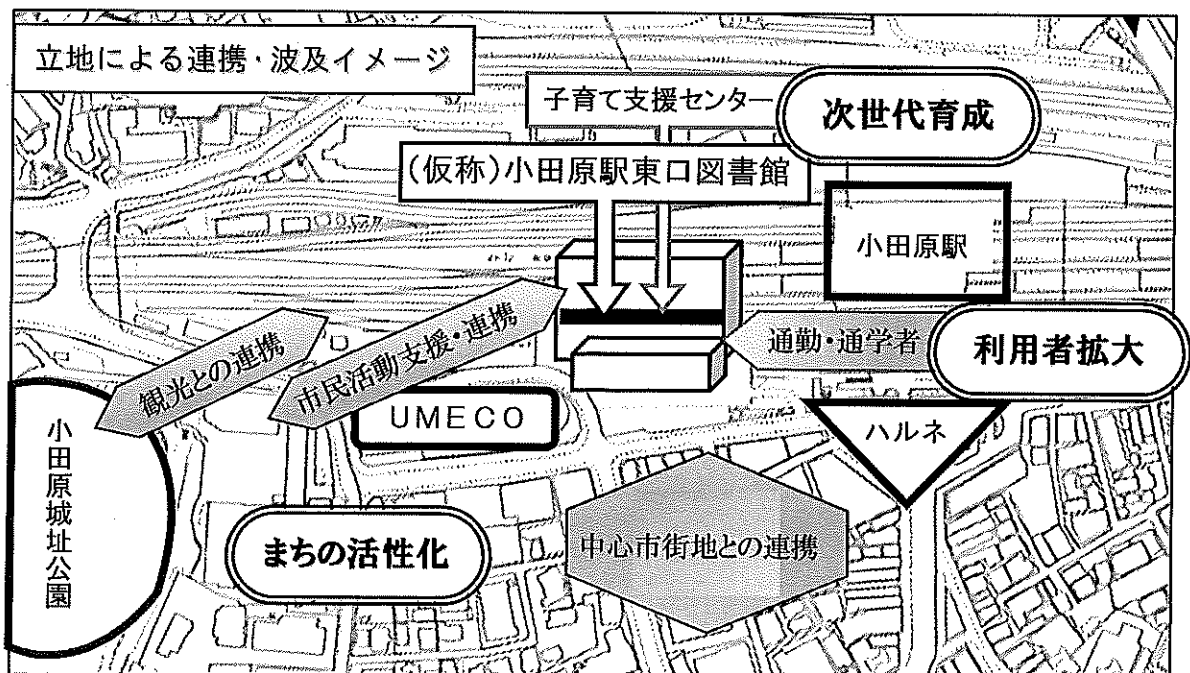 立地による連携・波及イメージ
子育て支援センター
次世代育成
(仮称)小田原駅東口図書館
小田原駅
通勤・通学者
利用者拡大
観光との連携
市民活動支援・連携
UMECO
ハルネ
小田原城址公園
まちの活性化
中心市街地との連携